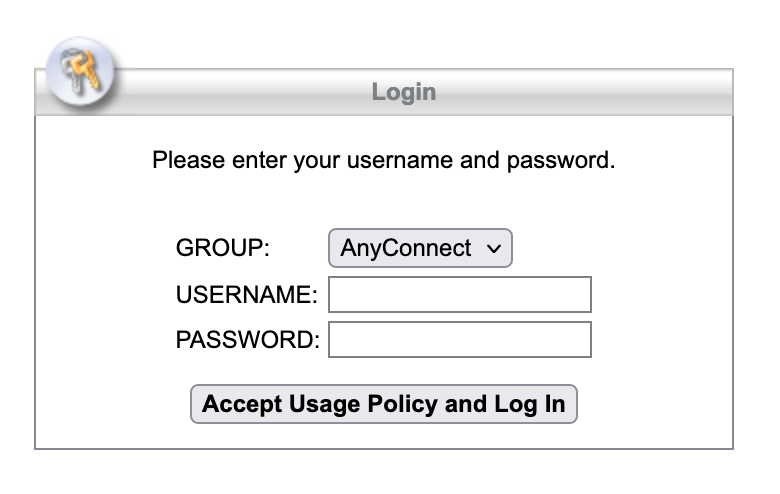 Login
Please enter your username and password.
GROUP: AnyConnect
USERNAME:
PASSWORD:
Accept Usage Policy and Log In